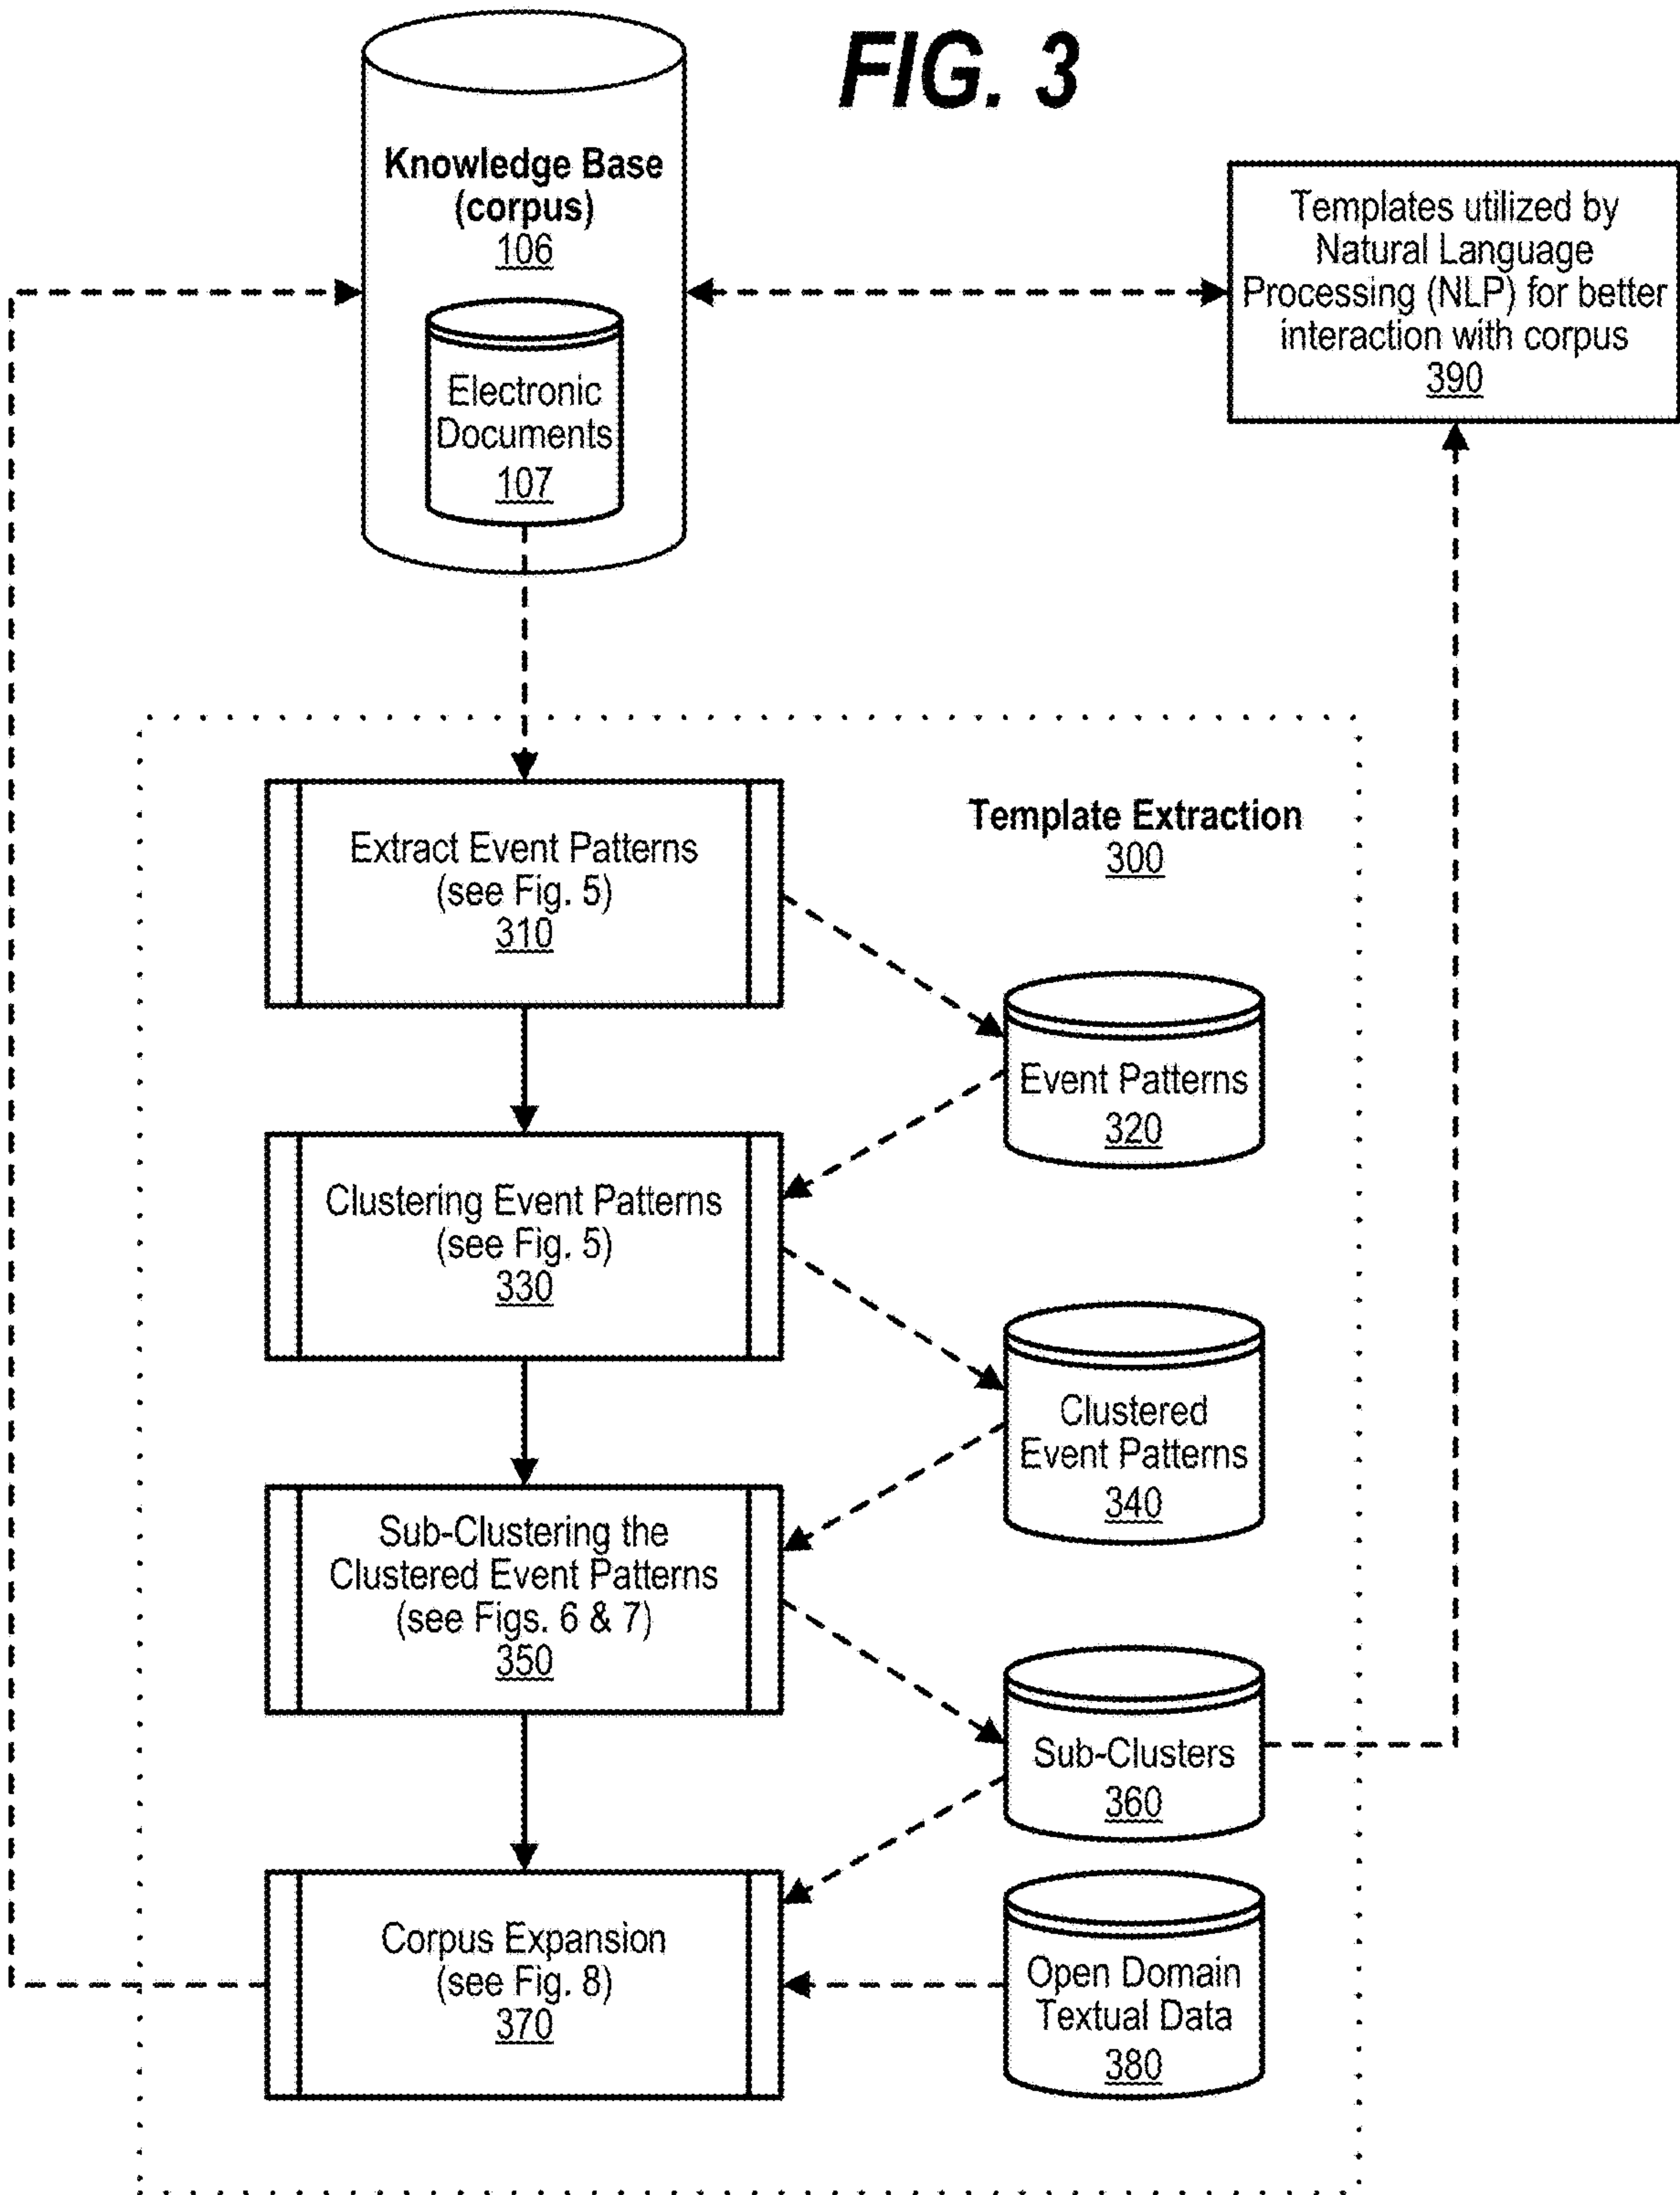 FIG. 3
Knowledge Base
(corpus)
106
Electronic
Documents
107
Templates utilized by
Natural Language
Processing (NLP) for better
interaction with corpus
390
Template Extraction
300
Extract Event Patterns
(see Fig. 5)
310
Event Patterns
320
Clustering Event Patterns
(see Fig. 5)
330
Clustered
Event Patterns
340
Sub-Clustering the
Clustered Event Patterns
(see Figs. 6 & 7)
350
Sub-Clusters
360
Corpus Expansion
(see Fig. 8)
370
Open Domain
Textual Data
380